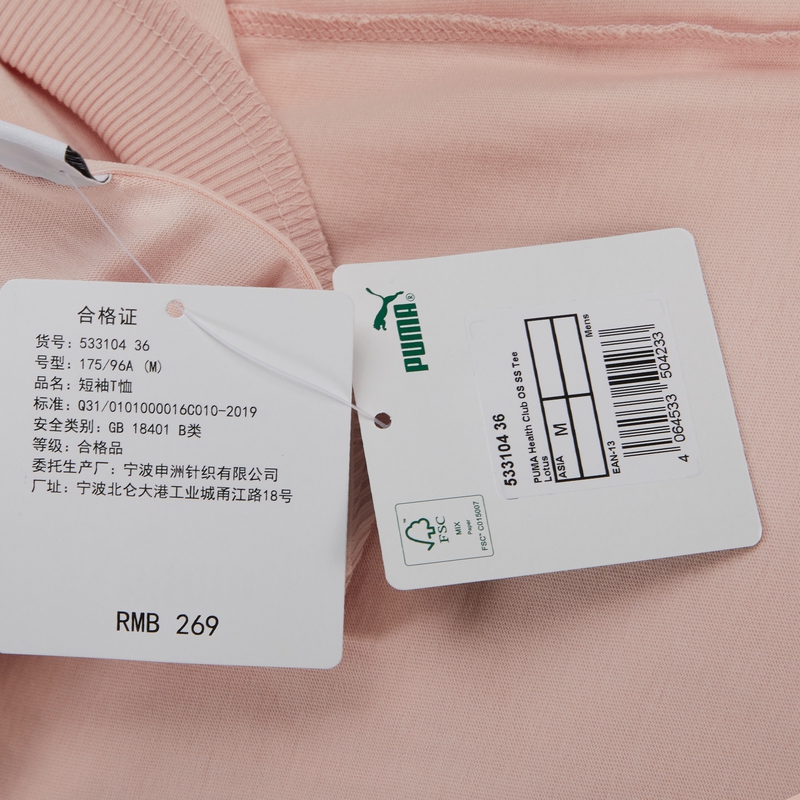 合格证
货号: 533104 36
号型: 175/96A (M)
品名: 短袖T恤
标准: Q31/0101000016C010-2019
安全类别: GB 18401 B类
等级: 合格品
委托生产厂: 宁波申洲针织有限公司
厂址: 宁波北仑大港工业城甬江路18号
RMB 269
PUMA®
533104 36
PUMA Health Club OS SS Tee
Lotus
ASIA M
Mens
EAN-13
4 064533 504233
FSC
MIX
Paper
FSC™ C015007